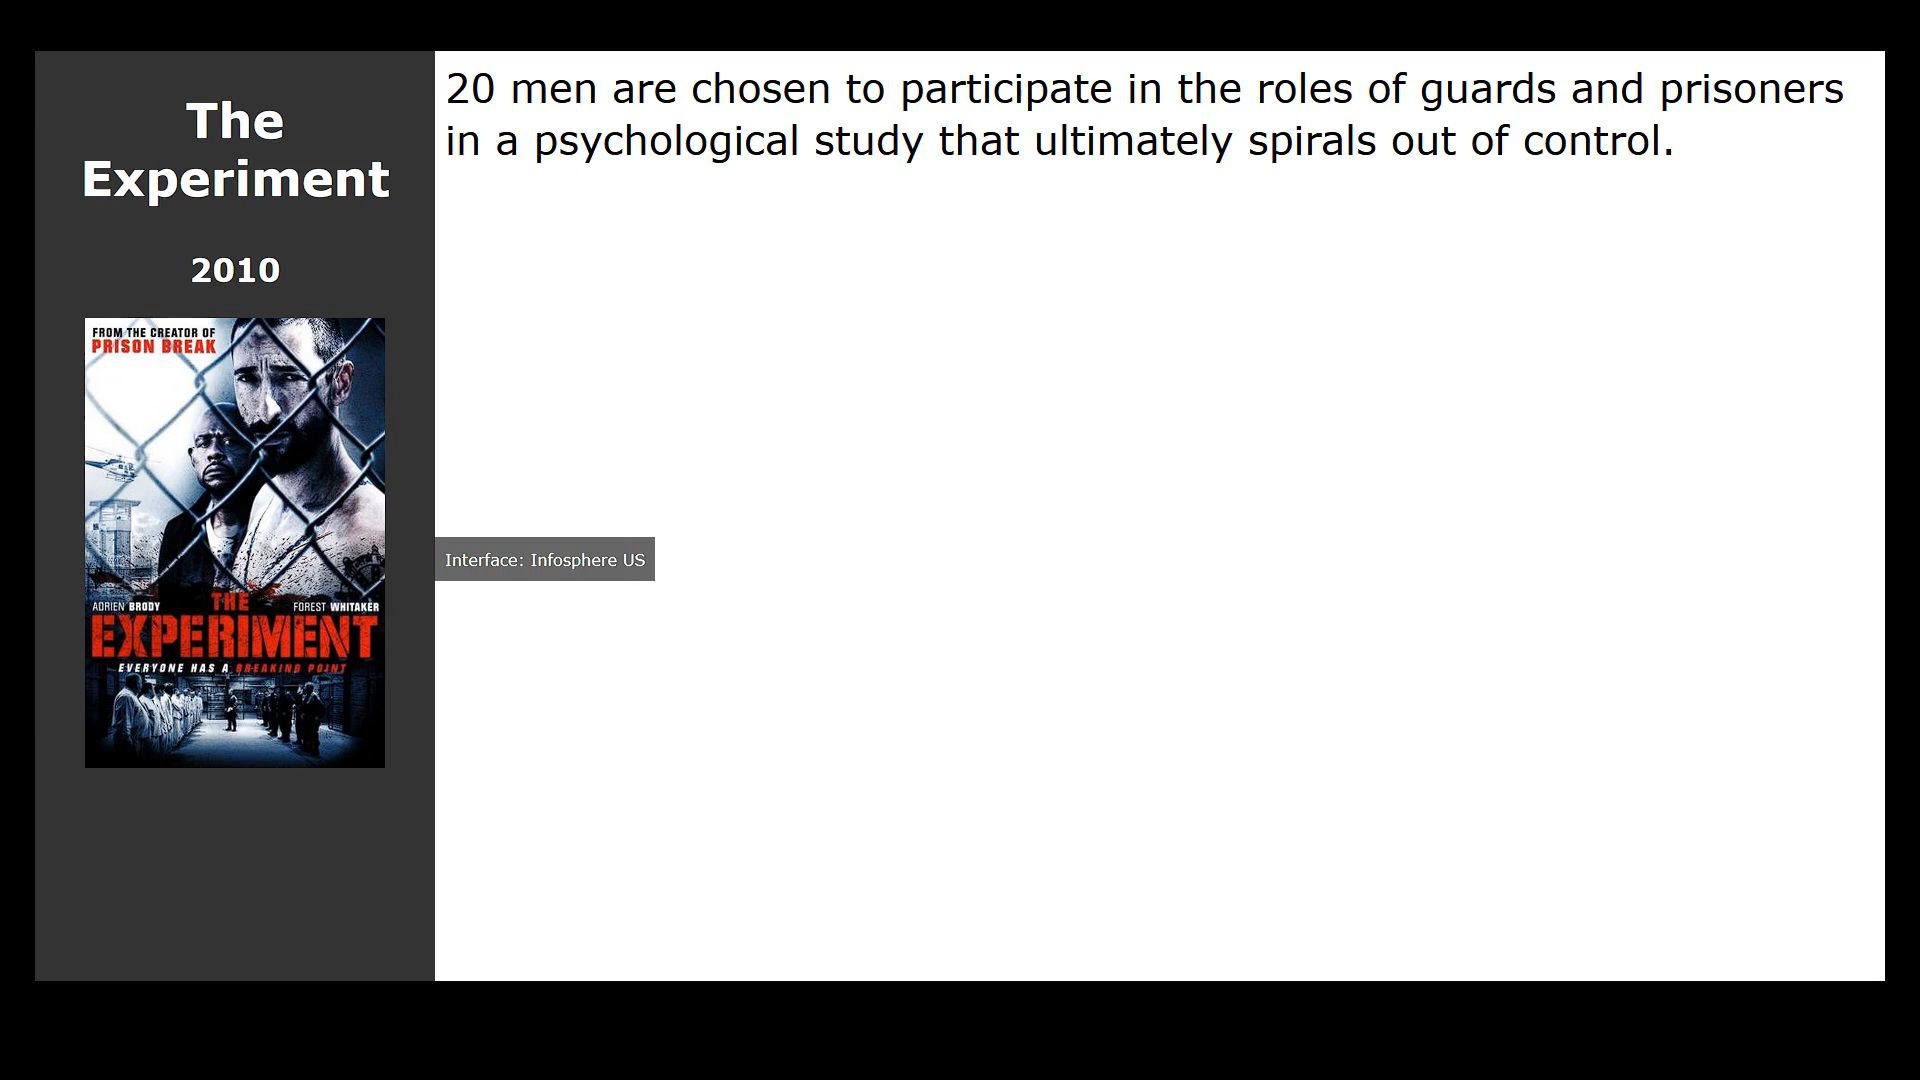 The
Experiment
2010
FROM THE CREATOR OF
PRISON BREAK
ADRIEN BRODY
FOREST WHITAKER
THE
EXPERIMENT
EVERYONE HAS A BREAKING POINT
20 men are chosen to participate in the roles of guards and prisoners
in a psychological study that ultimately spirals out of control.
Interface: Infosphere US